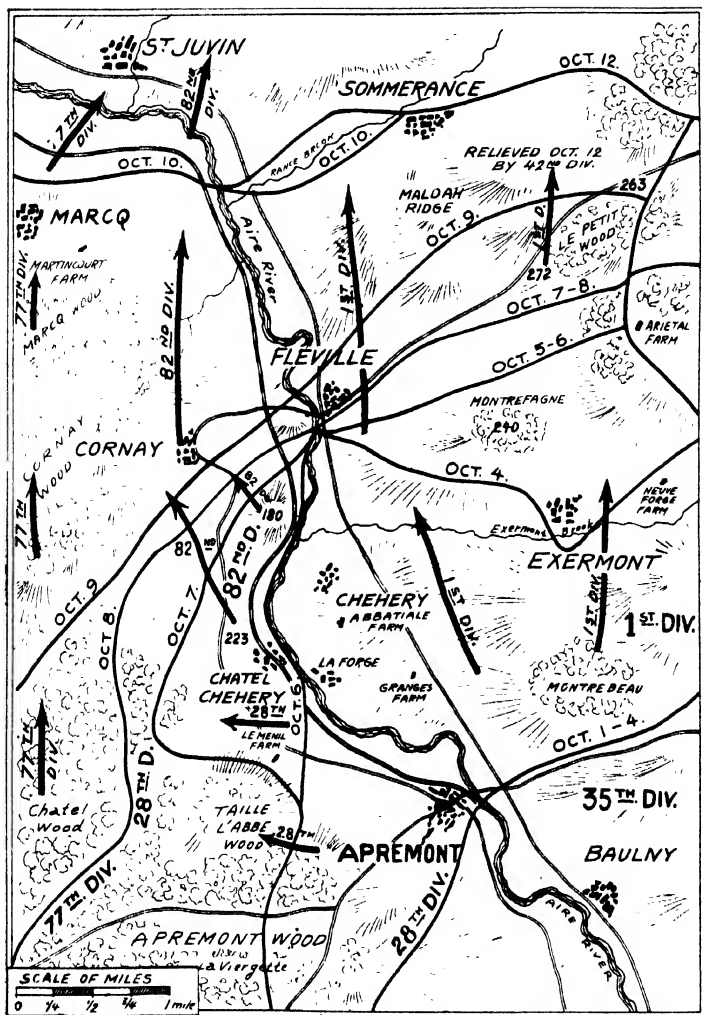 ST. JUVIN
82ND
DIV.
77TH
DIV.
OCT. 12.
SOMMERANCE
OCT. 10.
RANCE BROOK
OCT. 10.
RELIEVED OCT. 12
BY 42ND DIV.
263
MALDAH
RIDGE
OCT. 9.
1ST D.
LE PETIT
WOOD
272
MARCQ
MARTINCOURT
FARM
77TH DIV.
MARCQ WOOD
82ND DIV.
Aire River
1ST DIV.
OCT. 7-8.
ARIETAL
FARM
OCT. 5-6.
FLEVILLE
MONTREFAGNE
240
CORNAY
CORNAY
WOOD
OCT. 4.
NEUVE
FORGE
FARM
Exermont Brook
EXERMONT
77TH
DIV.
82
D.
180
82ND D.
82ND
OCT. 9
OCT. 8.
OCT. 7.
223
CHEHERY
ABBATIALE
FARM
1ST DIV.
1ST DIV.
1ST. DIV.
LA FORGE
GRANGES
FARM
MONTREBEAU
CHATEL
CHEHERY
OCT. 6
28TH
LE MENIL
FARM
OCT. 1-4.
77TH
DIV.
Chatel
Wood
28TH D.
TAILLE
L'ABBE
WOOD
28TH
35TH DIV.
APREMONT
BAULNY
77TH DIV.
28TH DIV.
AIRE RIVER
APREMONT WOOD
La Viergette
SCALE OF MILES
0 1/4 1/2 3/4 1 mile